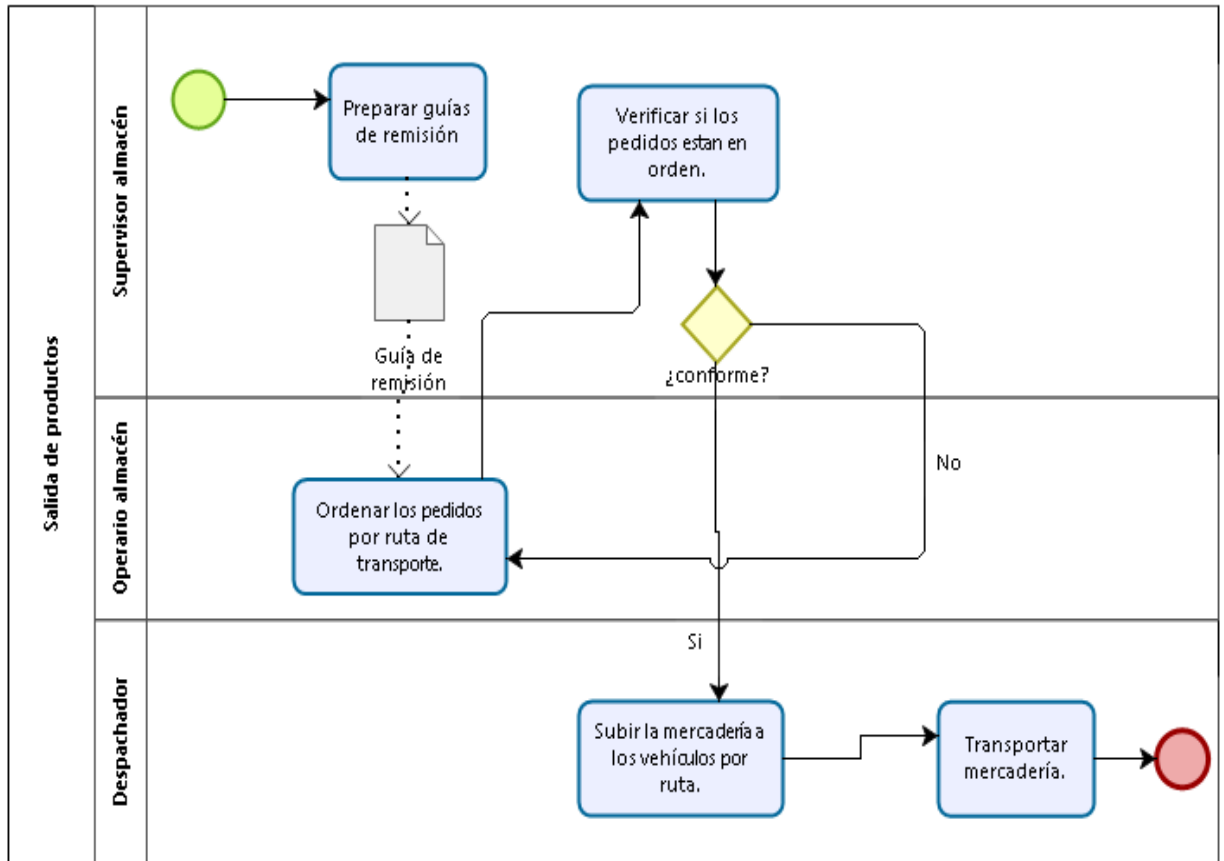 Salida de productos
Supervisor almacén
Preparar guías
de remisión
Verificar si los
pedidos estan en
orden.
Guía de
remisión
¿conforme?
No
Operario almacén
Ordenar los pedidos
por ruta de
transporte.
Si
Despachador
Subir la mercadería a
los vehículos por
ruta.
Transportar
mercadería.